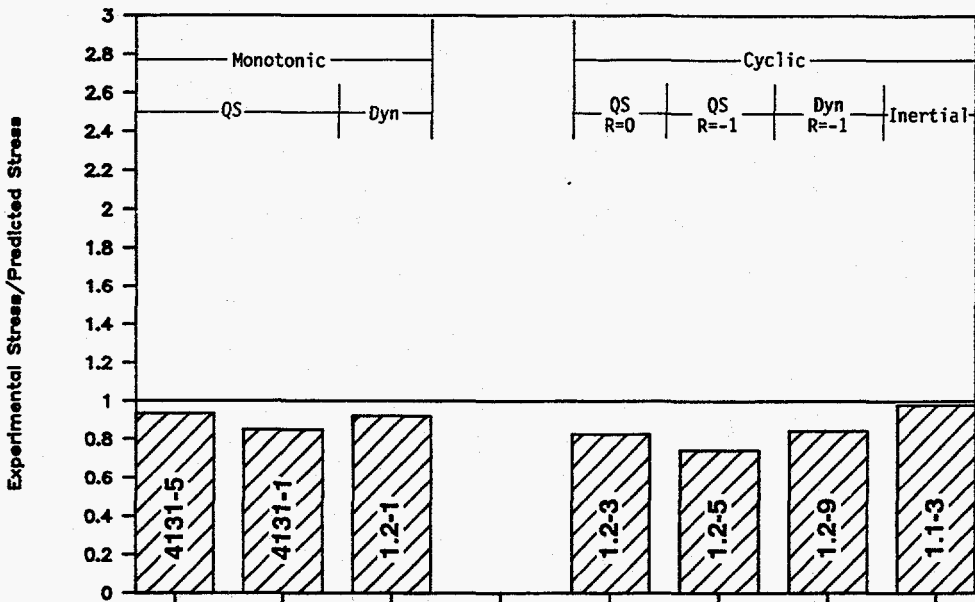 3
2.8
2.6
2.4
2.2
2
1.8
1.6
1.4
1.2
1
0.8
0.6
0.4
0.2
0
Experimental Stress/Predicted Stress
Monotonic
QS
Dyn
Cyclic
QS
R=0
QS
R=-1
Dyn
R=-1
Inertial
4131-5
4131-1
1.2-1
1.2-3
1.2-5
1.2-9
1.1-3